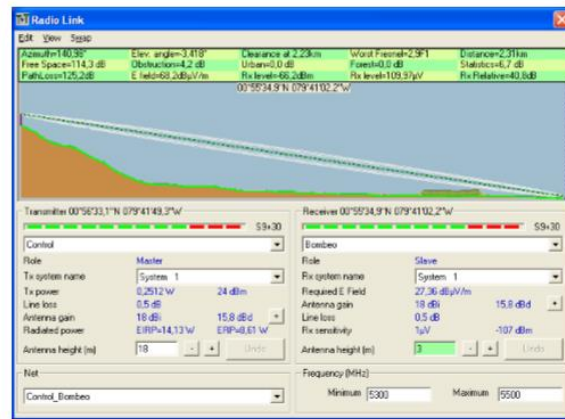 Radio Link
Edit View Swap
Azimuth=140,98° Elev. angle=-3,418° Clearance at 2,23km Worst Fresnel=2,9F1 Distance=2,31km
Free Space=114,3 dB Obstruction=4,2 dB Urban=0,0 dB Forest=0,0 dB Statistics=6,7 dB
PathLoss=125,2dB E field=68,2dBµV/m Rx level=-66,2dBm Rx level=109,97µV Rx Relative=40,8dB
00°55'34,9"N 079°41'02,2"W
Transmitter 00°56'33,1"N 079°41'49,3"W
S9+30
Control
Role Master
Tx system name System 1
Tx power 0,2512 W 24 dBm
Line loss 0,5 dB
Antenna gain 18 dBi 15,8 dBd +
Radiated power EIRP=14,13 W ERP=8,61 W
Antenna height (m) 18 - + Undo
Net
Control_Bombeo
Receiver 00°55'34,9"N 079°41'02,2"W
S9+30
Bombeo
Role Slave
Rx system name System 1
Required E Field 27,36 dBµV/m
Antenna gain 18 dBi 15,8 dBd +
Line loss 0,5 dB
Rx sensitivity 1µV -107 dBm
Antenna height (m) 3 - + Undo
Frequency (MHz)
Minimum 5300 Maximum 5500